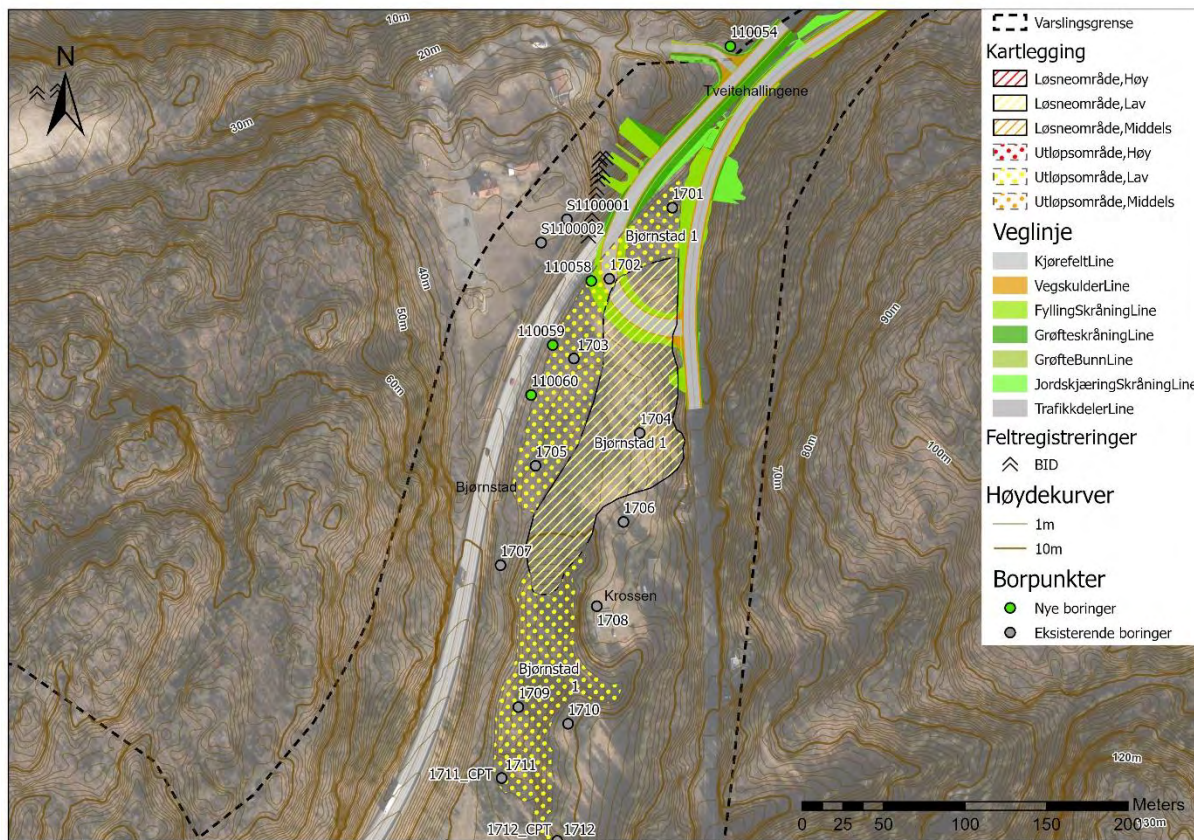 10m
20m
30m
40m
50m
60m
N
110054
Tveitehallingene
S1100001
S1100002
1701
Bjørnstad 1
110058
1702
110059
1703
110060
1704
Bjørnstad 1
1705
Bjørnstad
1706
1707
Krossen
1708
Bjørnstad
1
1709
1710
1711_CPT
1711
1712_CPT
1712
90m
80m
70m
100m
120m
130m
Meters
0 25 50 100 150 200
Varslingsgrense
Kartlegging
Løsneområde,Høy
Løsneområde,Lav
Løsneområde,Middels
Utløpsområde,Høy
Utløpsområde,Lav
Utløpsområde,Middels
Veglinje
KjørefeltLine
VegskulderLine
FyllingSkråningLine
GrøfteskråningLine
GrøfteBunnLine
JordskjæringSkråningLine
TrafikkdelerLine
Feltregistreringer
BID
Høydekurver
1m
10m
Borpunkter
Nye boringer
Eksisterende boringer